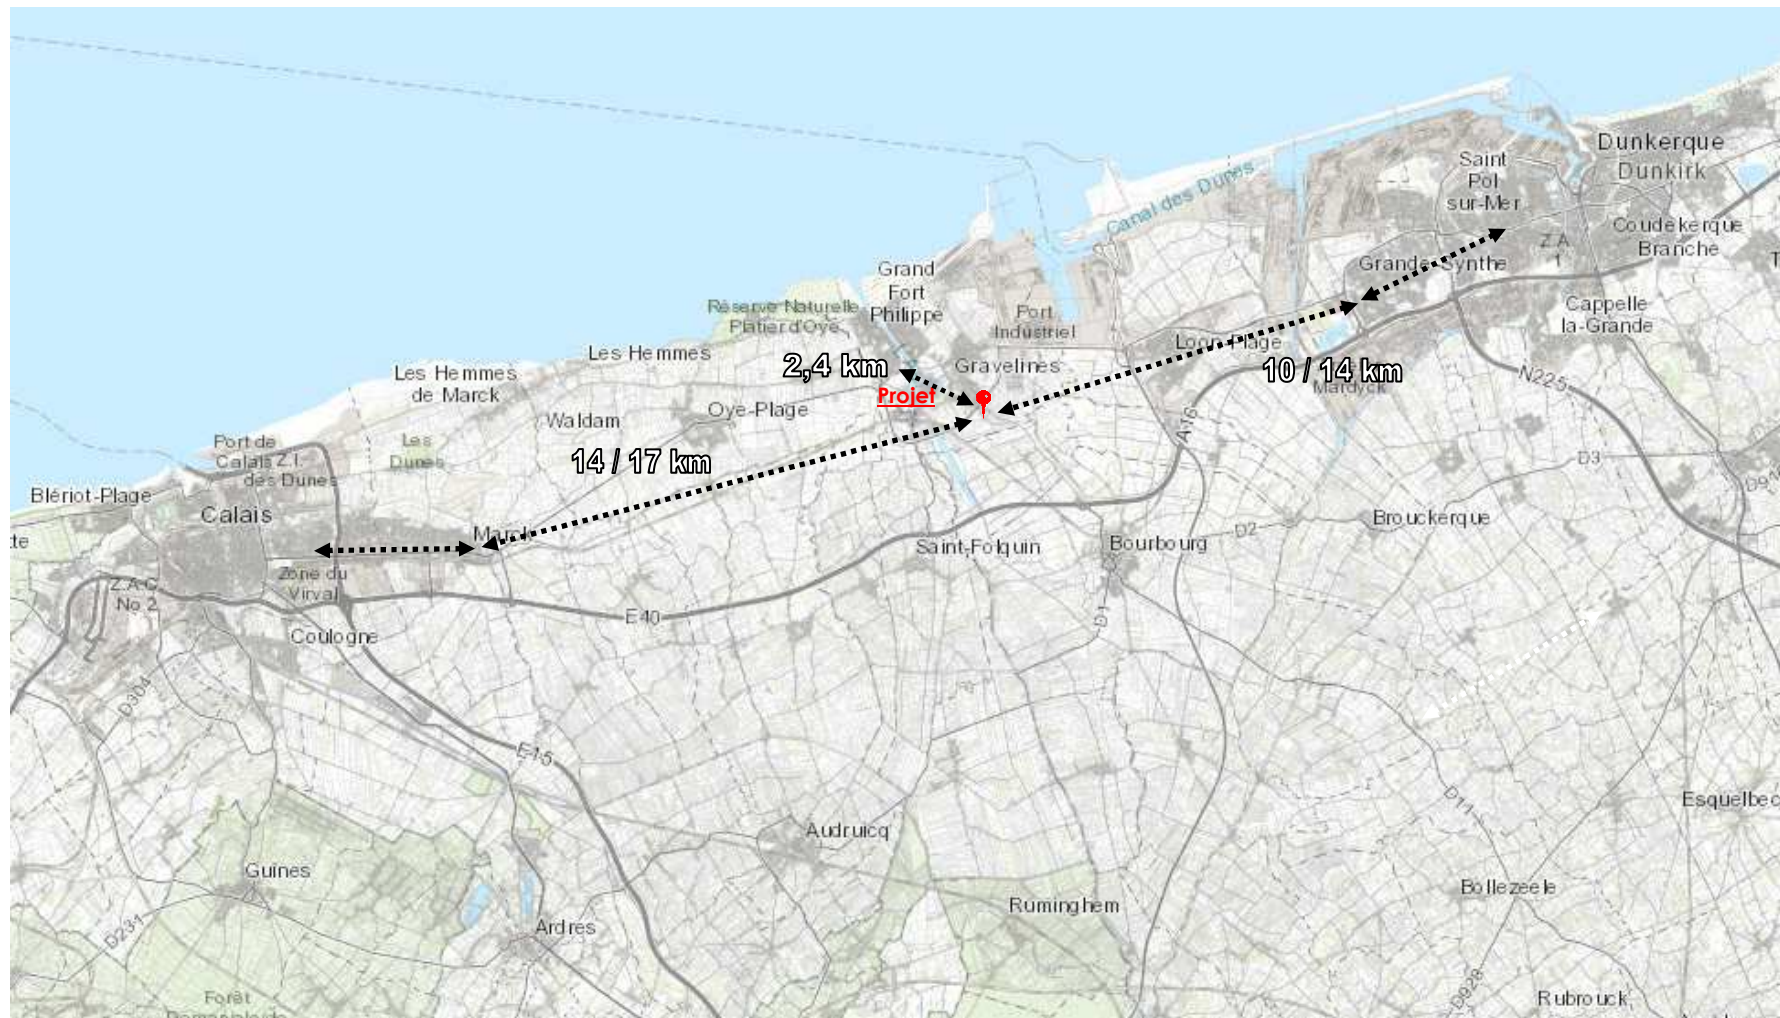 Dunkerque
Dunkirk
Saint
Pol
sur-Mer
Canal des Dunes
Coudekerque
Branche
Z.A
1
Grande-Synthe
Grand
Fort
Philippe
Réserve Naturelle
Platier d'Oye
Port
Industriel
Cappelle
la-Grande
Loon-Plage
Les Hemmes
2,4 km
Gravelines
10 / 14 km
Mardyck
N225
Les Hemmes
de Marck
Projet
Oye-Plage
Waldam
A16
Port de
Calais Z.I.
des Dunes
Les
Dunes
14 / 17 km
D3
Blériot-Plage
Calais
Marck
Brouckerque
D2
Saint-Folquin
Bourbourg
Zone du
Virval
Z.A.C
No 2
E40
D1
Coulogne
D304
E15
D11
Esquelbec
Audruicq
Guines
Bollezeele
Ruminghem
Ardres
D231
D928
Forêt
Rubrouck